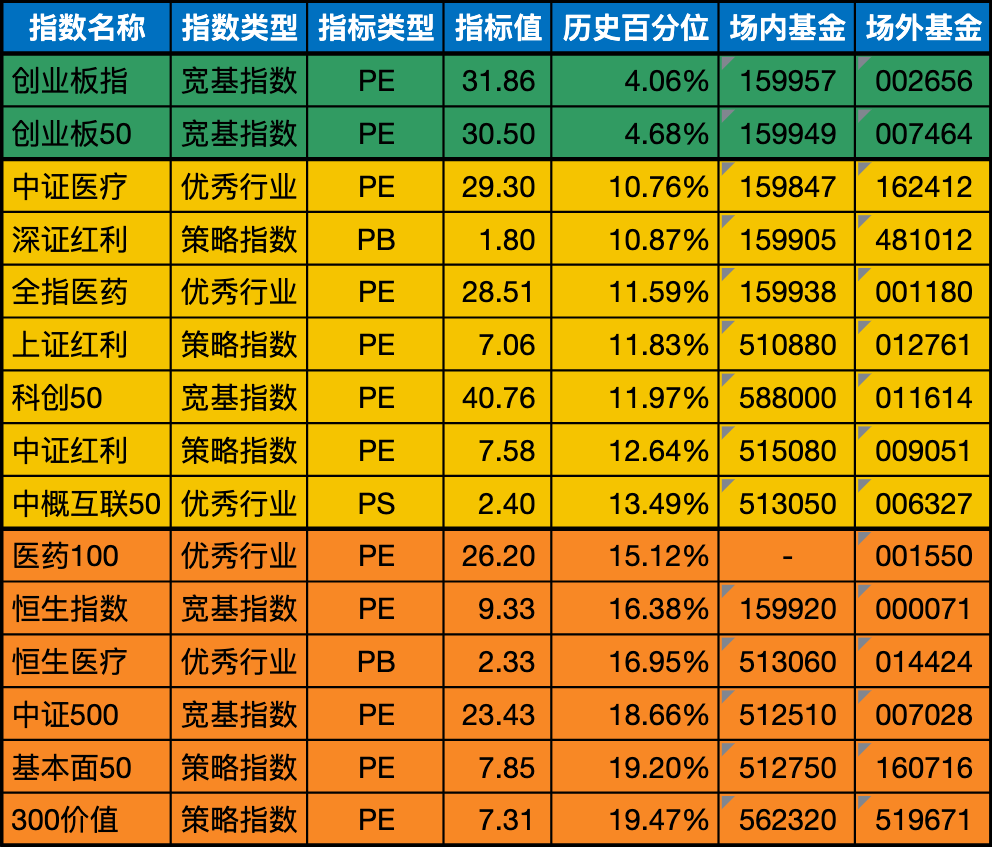 指数名称 指数类型 指标类型 指标值 历史百分位 场内基金 场外基金
创业板指 宽基指数 PE 31.86 4.06% 159957 002656
创业板50 宽基指数 PE 30.50 4.68% 159949 007464
中证医疗 优秀行业 PE 29.30 10.76% 159847 162412
深证红利 策略指数 PB 1.80 10.87% 159905 481012
全指医药 优秀行业 PE 28.51 11.59% 159938 001180
上证红利 策略指数 PE 7.06 11.83% 510880 012761
科创50 宽基指数 PE 40.76 11.97% 588000 011614
中证红利 策略指数 PE 7.58 12.64% 515080 009051
中概互联50 优秀行业 PS 2.40 13.49% 513050 006327
医药100 优秀行业 PE 26.20 15.12% - 001550
恒生指数 宽基指数 PE 9.33 16.38% 159920 000071
恒生医疗 优秀行业 PB 2.33 16.95% 513060 014424
中证500 宽基指数 PE 23.43 18.66% 512510 007028
基本面50 策略指数 PE 7.85 19.20% 512750 160716
300价值 策略指数 PE 7.31 19.47% 562320 519671